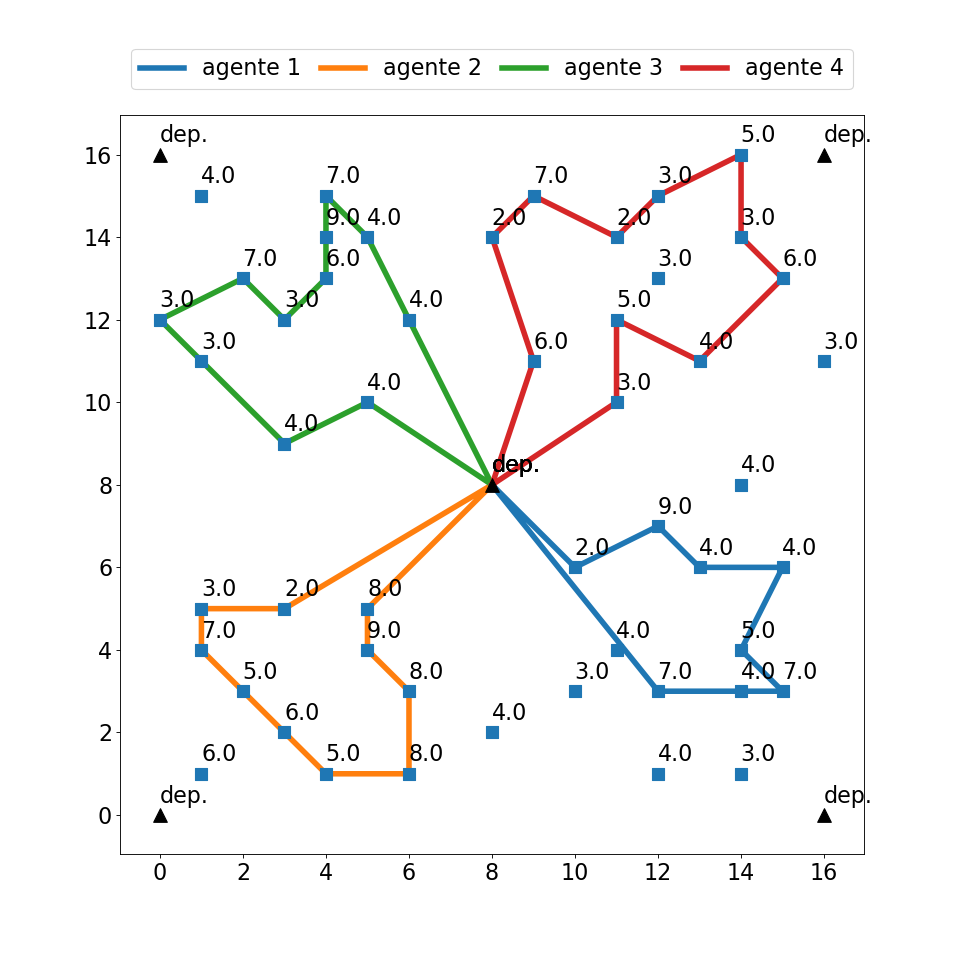 agente 1 agente 2 agente 3 agente 4
dep. 5.0 dep.
16
4.0 7.0 7.0 3.0
9.0 4.0 2.0 2.0 3.0
14
7.0 6.0 3.0 6.0
3.0 3.0 4.0 5.0
12
3.0 6.0 4.0 3.0
4.0 3.0
10
4.0
dep. dep. 4.0
8
9.0
2.0 4.0 4.0
6
3.0 2.0 8.0
7.0 9.0 4.0 5.0
4
5.0 8.0 3.0 7.0 4.0 7.0
6.0 4.0
2
6.0 5.0 8.0 4.0 3.0
dep. dep.
0
0 2 4 6 8 10 12 14 16